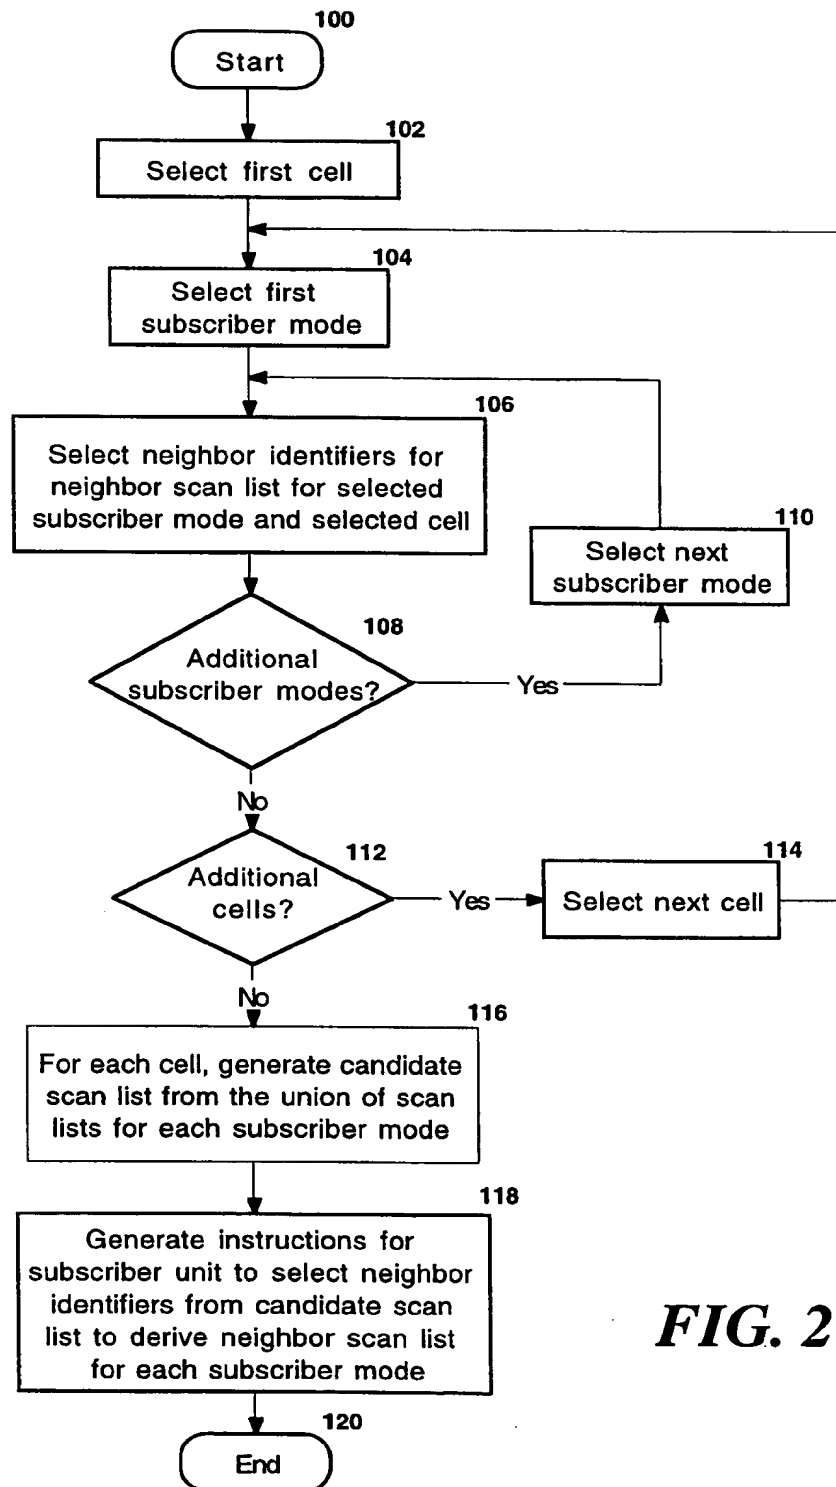 100
Start
102
Select first cell
104
Select first
subscriber mode
106
Select neighbor identifiers for
neighbor scan list for selected
subscriber mode and selected cell
110
Select next
subscriber mode
108
Additional
subscriber modes?
Yes
No
112
Additional
cells?
Yes
114
Select next cell
No
116
For each cell, generate candidate
scan list from the union of scan
lists for each subscriber mode
118
Generate instructions for
subscriber unit to select neighbor
identifiers from candidate scan
list to derive neighbor scan list
for each subscriber mode
FIG. 2
120
End